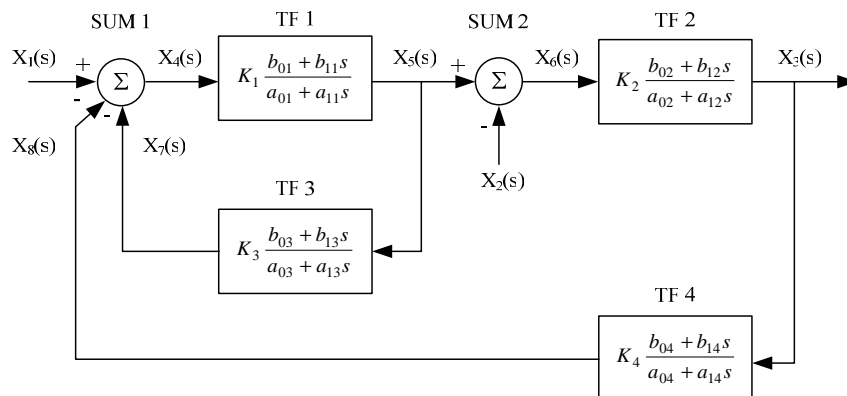 SUM 1
TF 1
SUM 2
TF 2
X₁(s)
+
Σ
X₄(s)
K₁ (b₀₁ + b₁₁s)/(a₀₁ + a₁₁s)
X₅(s)
+
Σ
X₆(s)
K₂ (b₀₂ + b₁₂s)/(a₀₂ + a₁₂s)
X₃(s)
-
-
-
X₈(s)
X₇(s)
X₂(s)
TF 3
K₃ (b₀₃ + b₁₃s)/(a₀₃ + a₁₃s)
TF 4
K₄ (b₀₄ + b₁₄s)/(a₀₄ + a₁₄s)